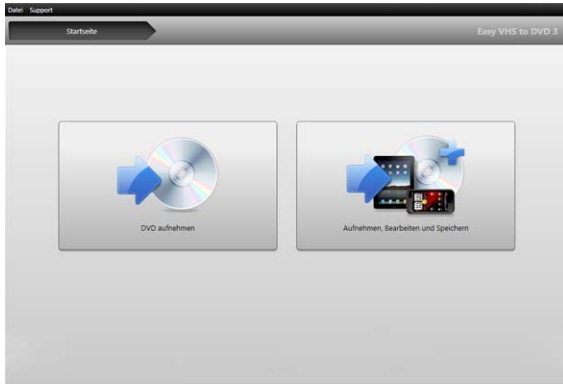 Datei Support
Startseite
Easy VHS to DVD 3
DVD aufnehmen
Aufnehmen, Bearbeiten und Speichern